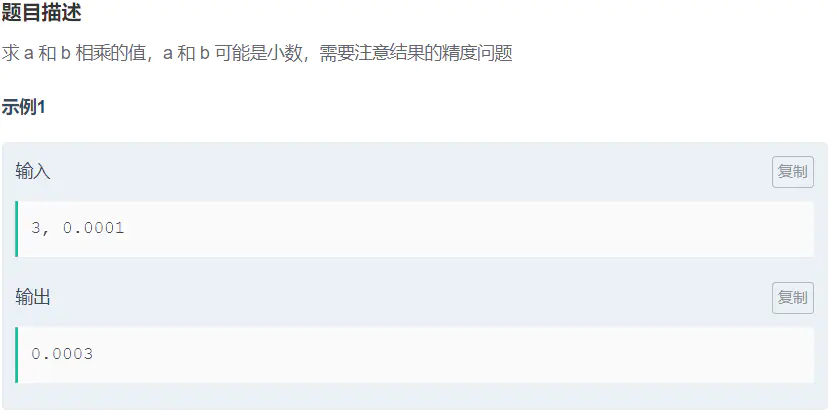 题目描述
求 a 和 b 相乘的值，a 和 b 可能是小数，需要注意结果的精度问题
示例1
输入
复制
3, 0.0001
输出
复制
0.0003